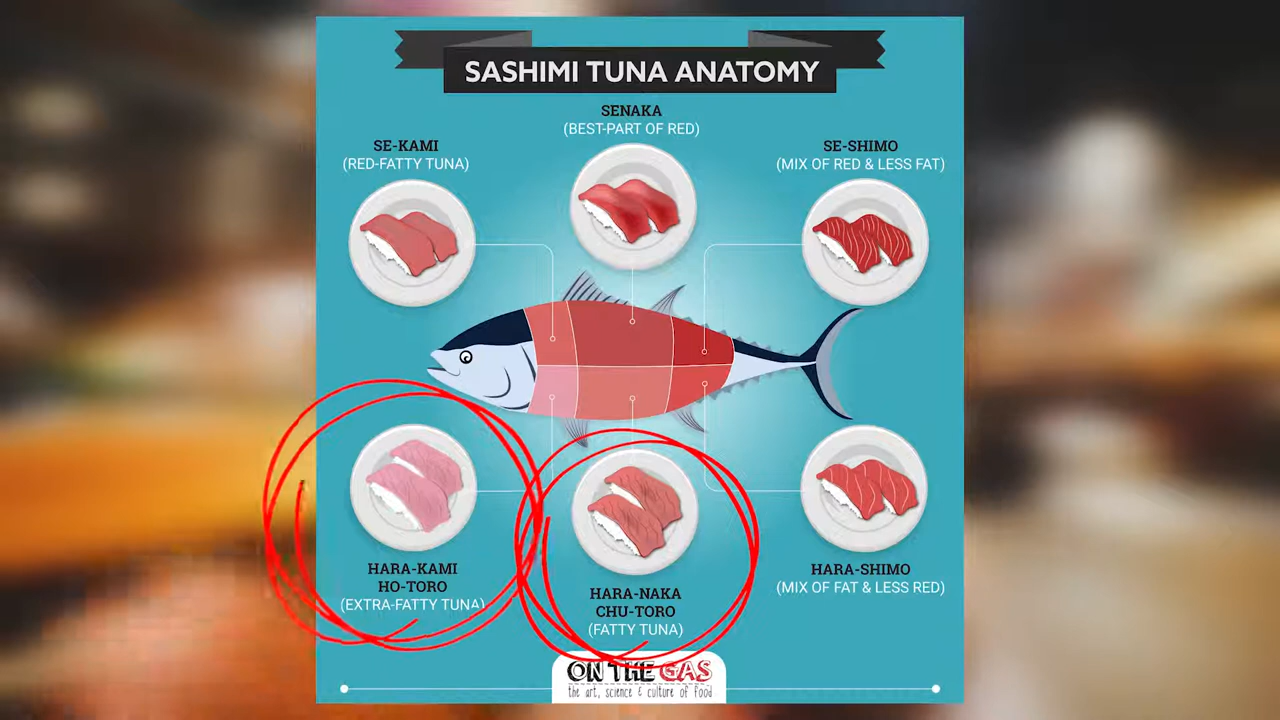 SASHIMI TUNA ANATOMY
SENAKA
(BEST-PART OF RED)
SE-KAMI
(RED-FATTY TUNA)
SE-SHIMO
(MIX OF RED & LESS FAT)
HARA-KAMI
HO-TORO
(EXTRA-FATTY TUNA)
HARA-NAKA
CHU-TORO
(FATTY TUNA)
HARA-SHIMO
(MIX OF FAT & LESS RED)
ON THE GAS
the art, science & culture of food